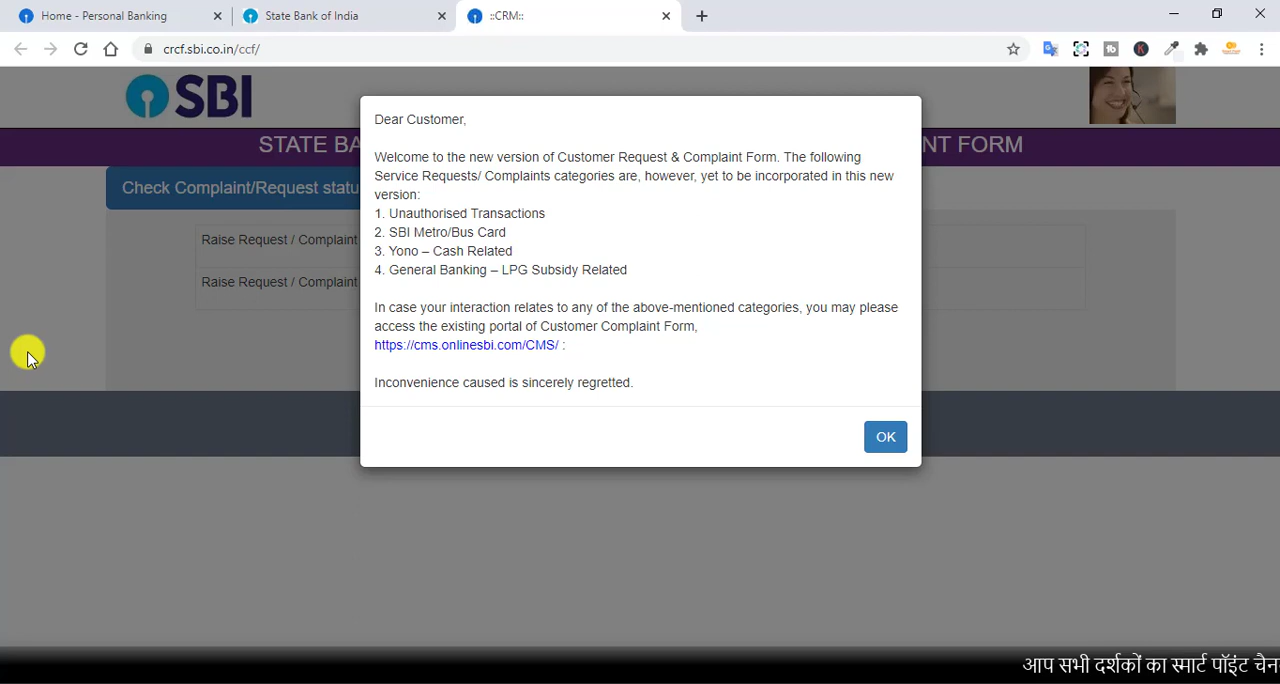 Home - Personal Banking
State Bank of India
::CRM::
crcf.sbi.co.in/ccf/
SBI
STATE BA
NT FORM
Check Complaint/Request statu
Raise Request / Complaint
Raise Request / Complaint
Dear Customer,
Welcome to the new version of Customer Request & Complaint Form. The following
Service Requests/ Complaints categories are, however, yet to be incorporated in this new
version:
1. Unauthorised Transactions
2. SBI Metro/Bus Card
3. Yono – Cash Related
4. General Banking – LPG Subsidy Related
In case your interaction relates to any of the above-mentioned categories, you may please
access the existing portal of Customer Complaint Form,
https://cms.onlinesbi.com/CMS/ :
Inconvenience caused is sincerely regretted.
OK
आप सभी दर्शकों का स्मार्ट पॉइंट चैन